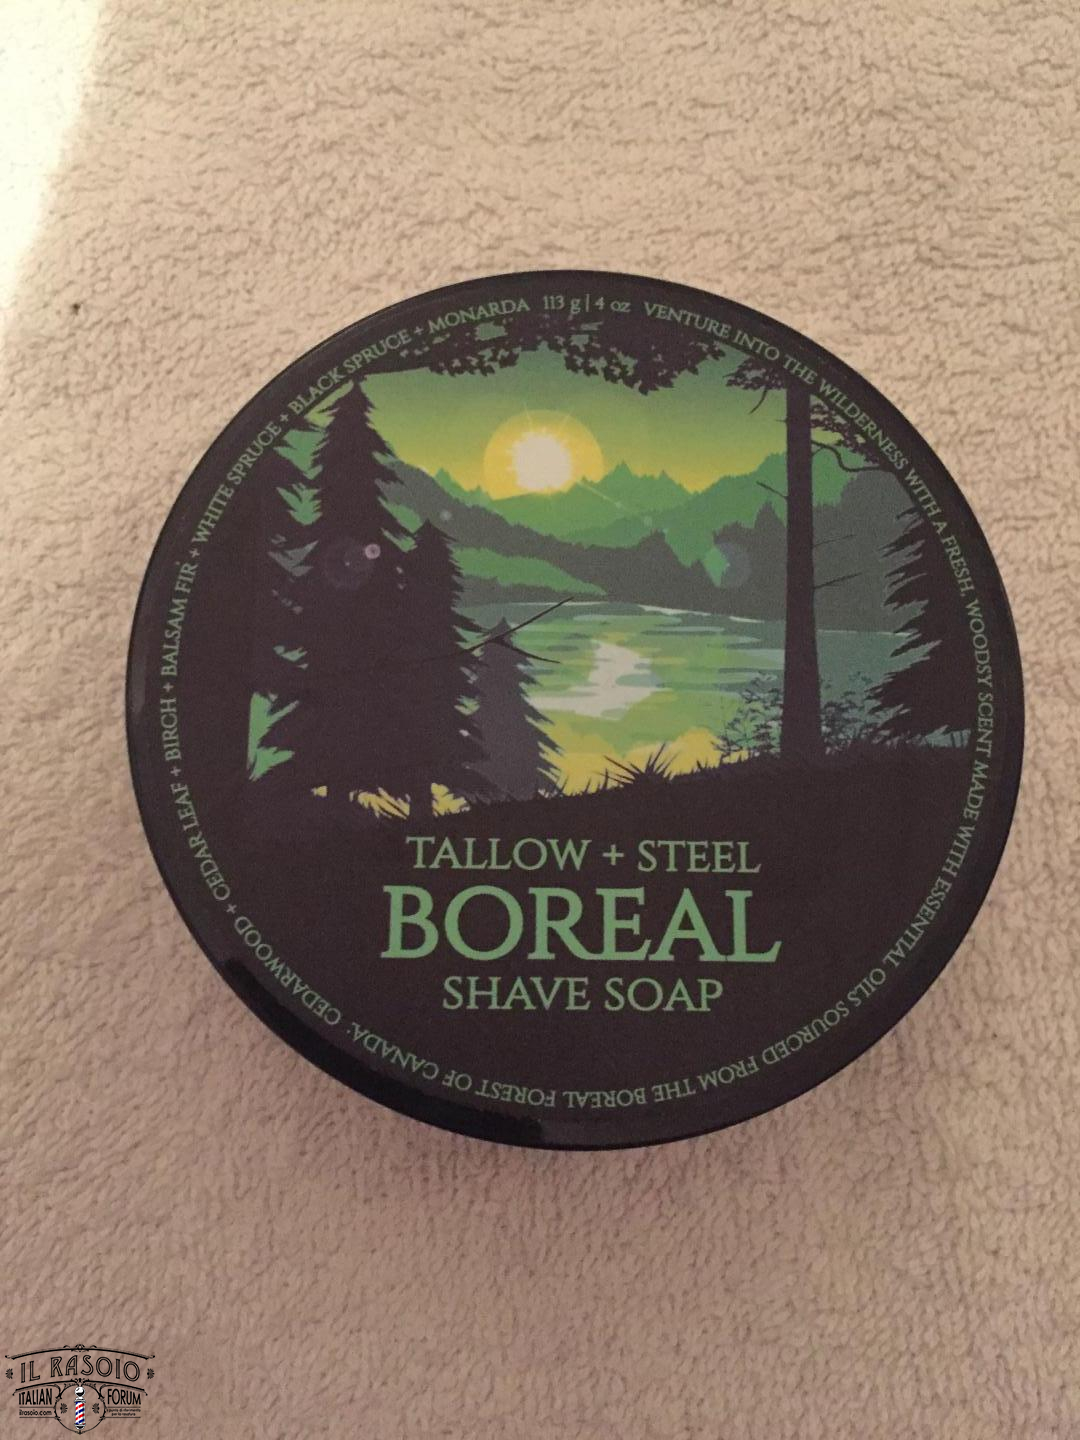 113 g | 4 oz VENTURE INTO THE WILDERNESS WITH A FRESH, WOODSY SCENT MADE WITH ESSENTIAL OILS SOURCED FROM THE BOREAL FOREST OF CANADA: CEDARWOOD + CEDAR LEAF + BIRCH + BALSAM FIR + WHITE SPRUCE + BLACK SPRUCE + MONARDA
TALLOW + STEEL
BOREAL
SHAVE SOAP
IL RASOIO
ITALIAN FORUM
ilrasoio.com